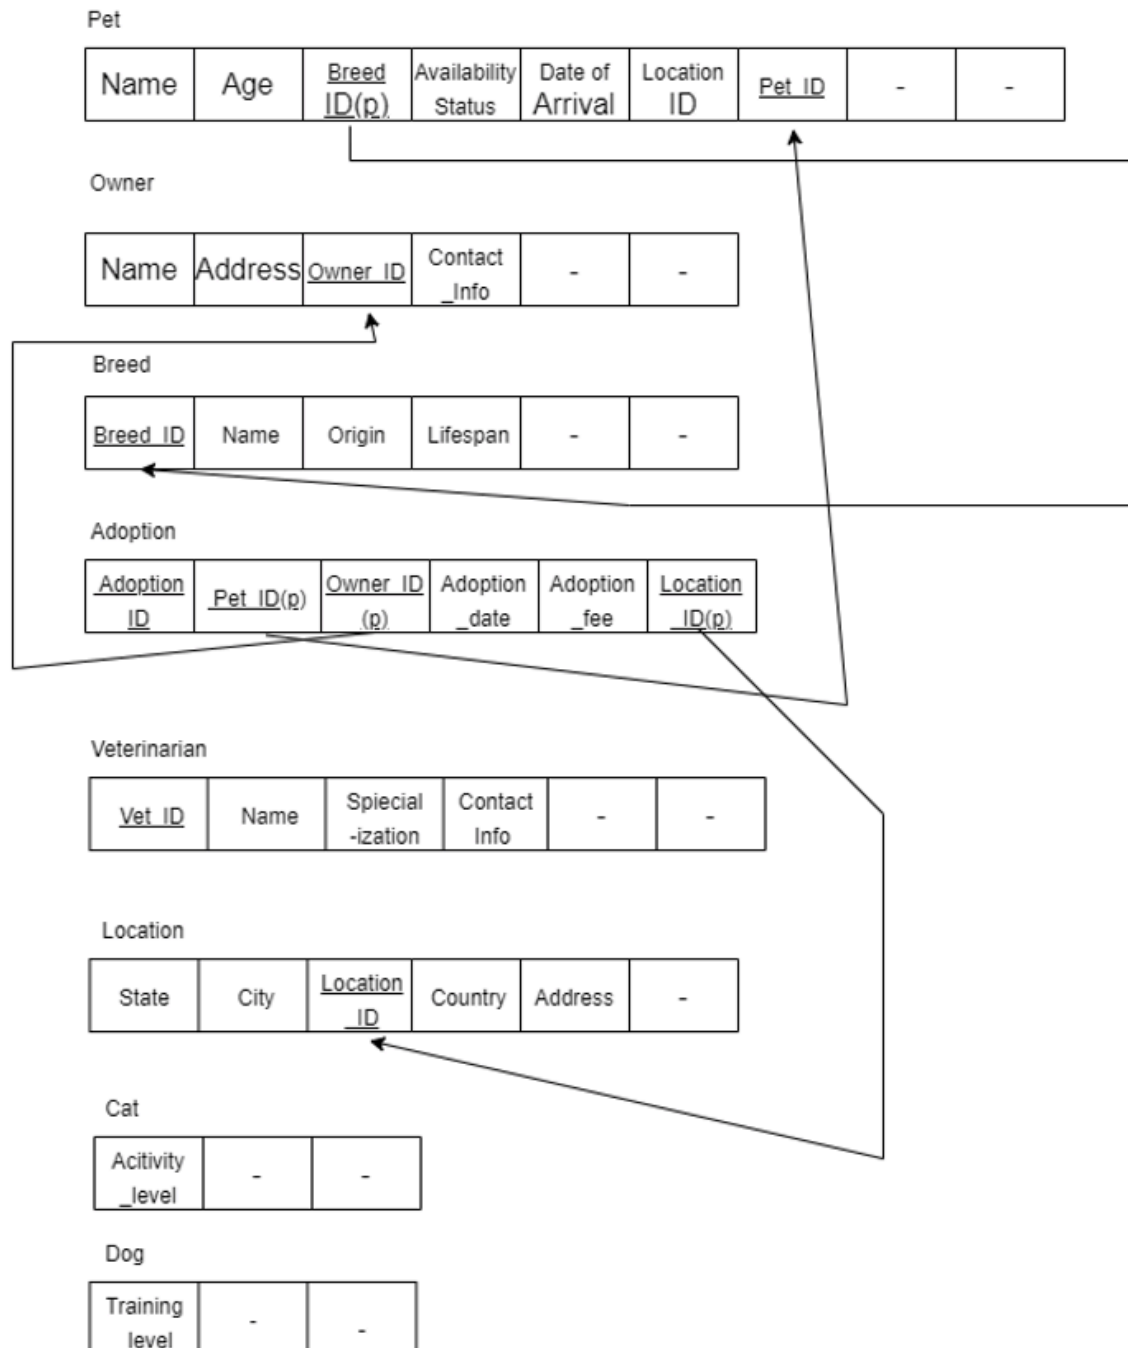 Pet
Name Age Breed Availability Date of Location Pet_ID - -
ID(p) Status Arrival ID
Owner
Name Address Owner_ID Contact - -
_Info
Breed
Breed_ID Name Origin Lifespan - -
Adoption
Adoption Pet_ID(p) Owner_ID Adoption Adoption Location
ID (p) _date _fee _ID(p)
Veterinarian
Vet_ID Name Spiecial Contact - -
-ization Info
Location
State City Location Country Address -
_ID
Cat
Acitivity - -
_level
Dog
Training - -
level